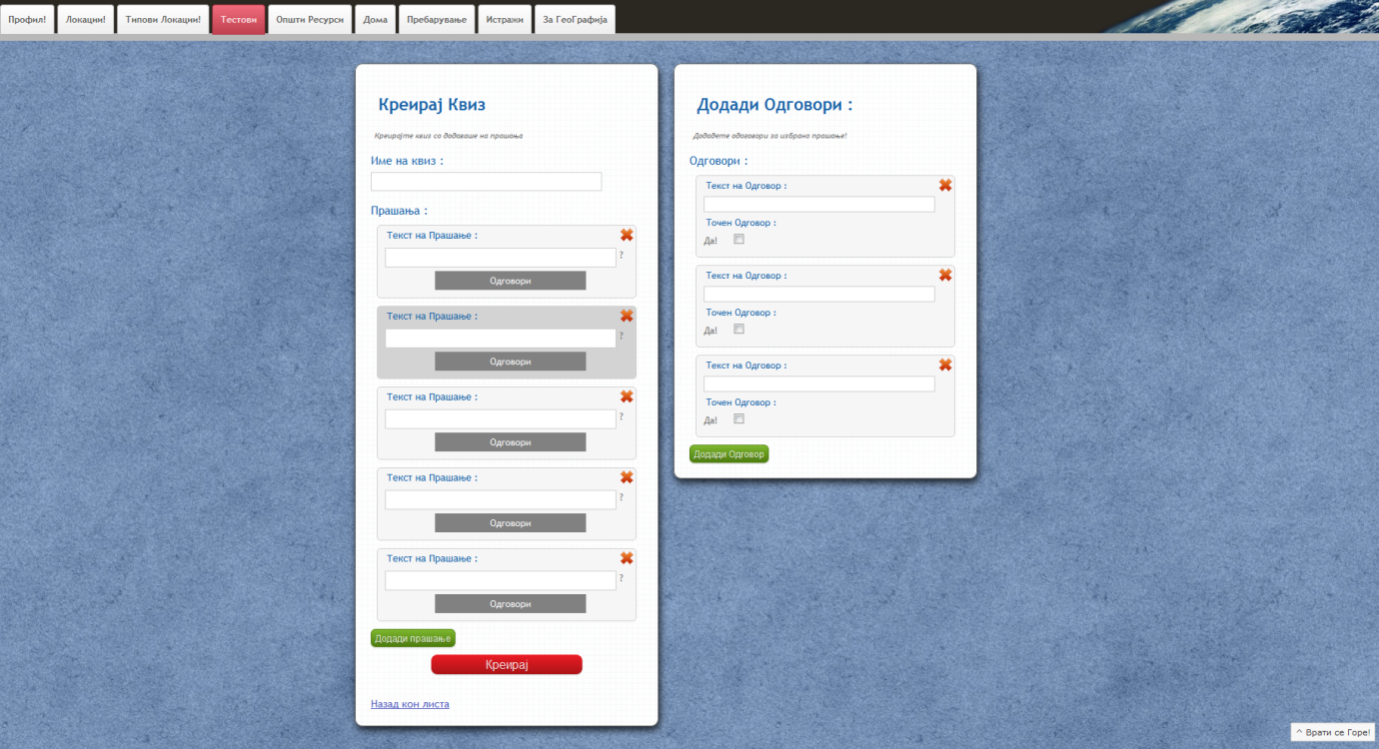 Профил!
Локации!
Типови Локации!
Тестови
Општи Ресурси
Дома
Пребарување
Истражи
За ГеоГрафија
Креирај Квиз
Креирајте квиз со додаваше на прашања
Име на квиз :
Прашања :
Текст на Прашање :
?
Одговори
Текст на Прашање :
?
Одговори
Текст на Прашање :
?
Одговори
Текст на Прашање :
?
Одговори
Текст на Прашање :
?
Одговори
Додади прашање
Креирај
Назад кон листа
Додади Одговори :
Додадете одоговори за избрано прашање!
Одговори :
Текст на Одговор :
Точен Одговор :
Да!
Текст на Одговор :
Точен Одговор :
Да!
Текст на Одговор :
Точен Одговор :
Да!
Додади Одговор
^ Врати се Горе!